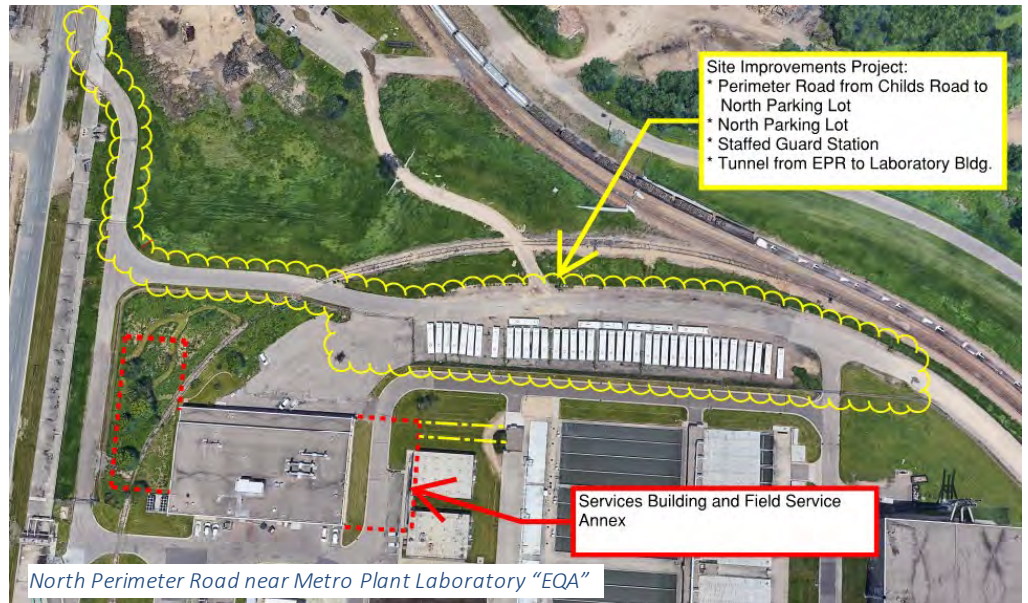 Site Improvements Project:
* Perimeter Road from Childs Road to
North Parking Lot
* North Parking Lot
* Staffed Guard Station
* Tunnel from EPR to Laboratory Bldg.
Services Building and Field Service
Annex
North Perimeter Road near Metro Plant Laboratory “EQA”